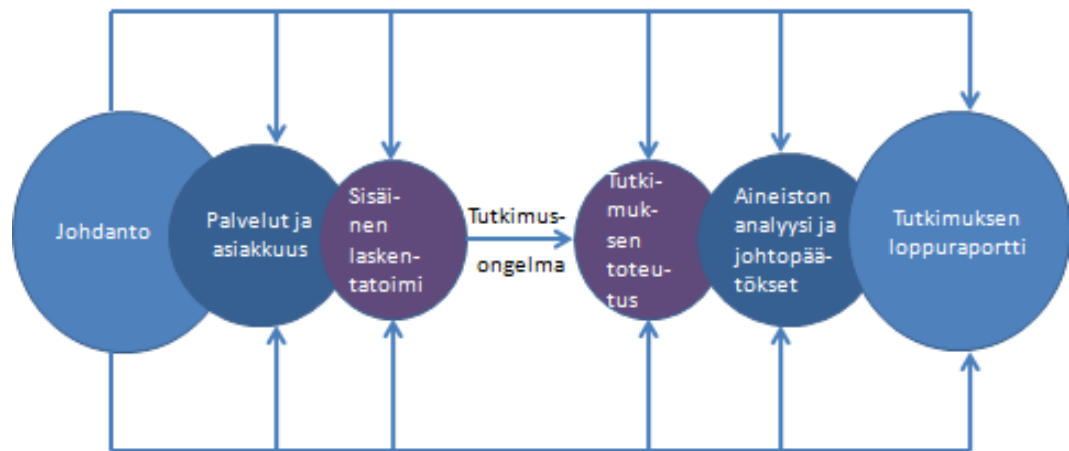 Johdanto
Palvelut ja
asiakkuus
Sisäi-
nen
lasken-
tatoimi
Tutkimus-
ongelma
Tutki-
muk-
sen
toteu-
tus
Aineiston
analyysi ja
johtopää-
tökset
Tutkimuksen
loppuraportti